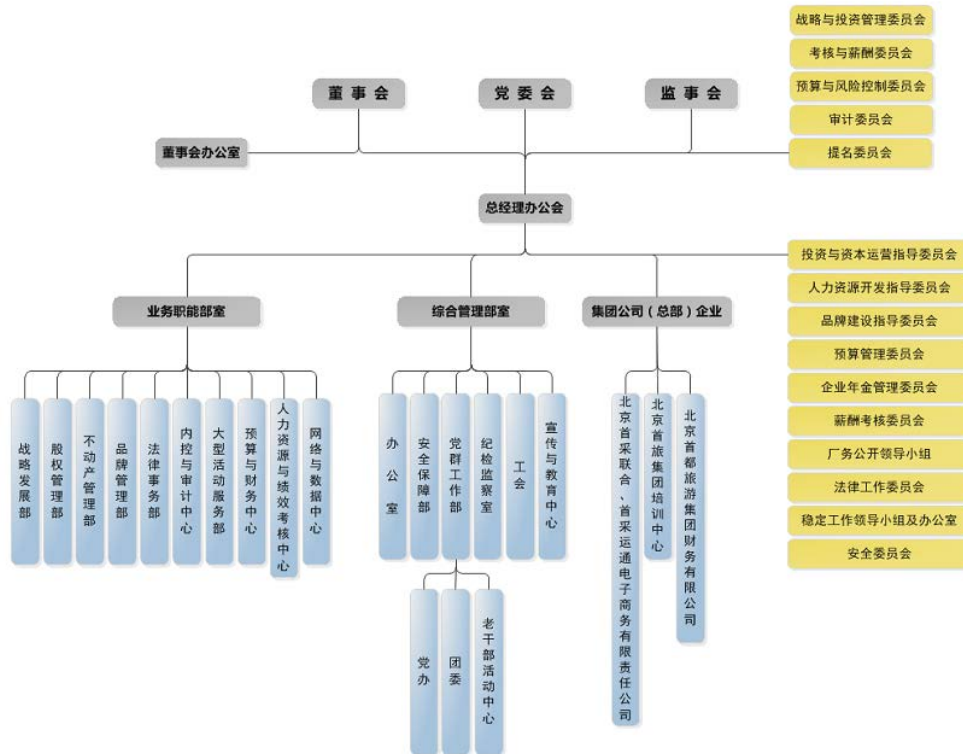 战略与投资管理委员会
考核与薪酬委员会
预算与风险控制委员会
审计委员会
提名委员会
董事会
党委会
监事会
董事会办公室
总经理办公会
投资与资本运营指导委员会
人力资源开发指导委员会
品牌建设指导委员会
预算管理委员会
企业年金管理委员会
薪酬考核委员会
厂务公开领导小组
法律工作委员会
稳定工作领导小组及办公室
安全委员会
业务职能部室
综合管理部室
集团公司（总部）企业
战略发展部
股权管理部
不动产管理部
品牌管理部
法律事务部
内控与审计中心
大型活动服务部
预算与财务中心
人力资源与绩效考核中心
网络与数据中心
办公室
安全保障部
党群工作部
纪检监察室
工会
宣传与教育中心
北京首采联合、首采运通电子商务有限责任公司
北京首旅集团培训中心
北京首都旅游集团财务有限公司
党办
团委
老干部活动中心